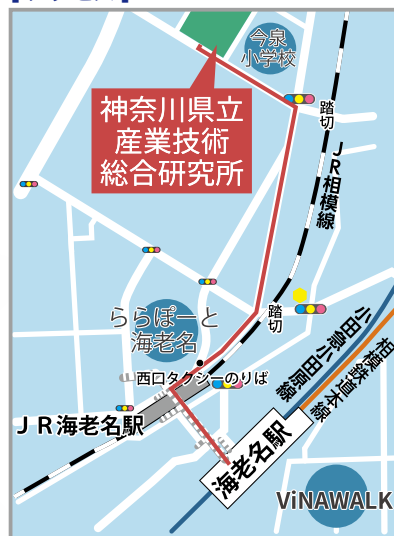 今泉
小学校
神奈川県立
産業技術
総合研究所
踏切
JR相模線
踏切
ららぽーと
海老名
小田急小田原線
相模鉄道本線
西口タクシーのりば
JR海老名駅
海老名駅
ViNAWALK